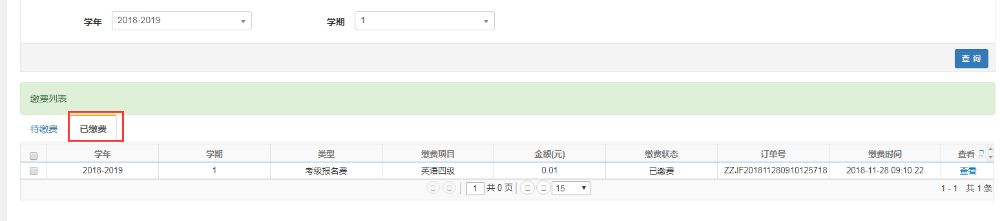 学年 2018-2019 学期 1
查 询
缴费列表
待缴费 已缴费
学年 学期 类型 缴费项目 金额(元) 缴费状态 订单号 缴费时间 查看
2018-2019 1 考级报名费 英语四级 0.01 已缴费 ZZJF201811280910125718 2018-11-28 09:10:22 查看
1 共 0 页 15 1 - 1 共 1 条